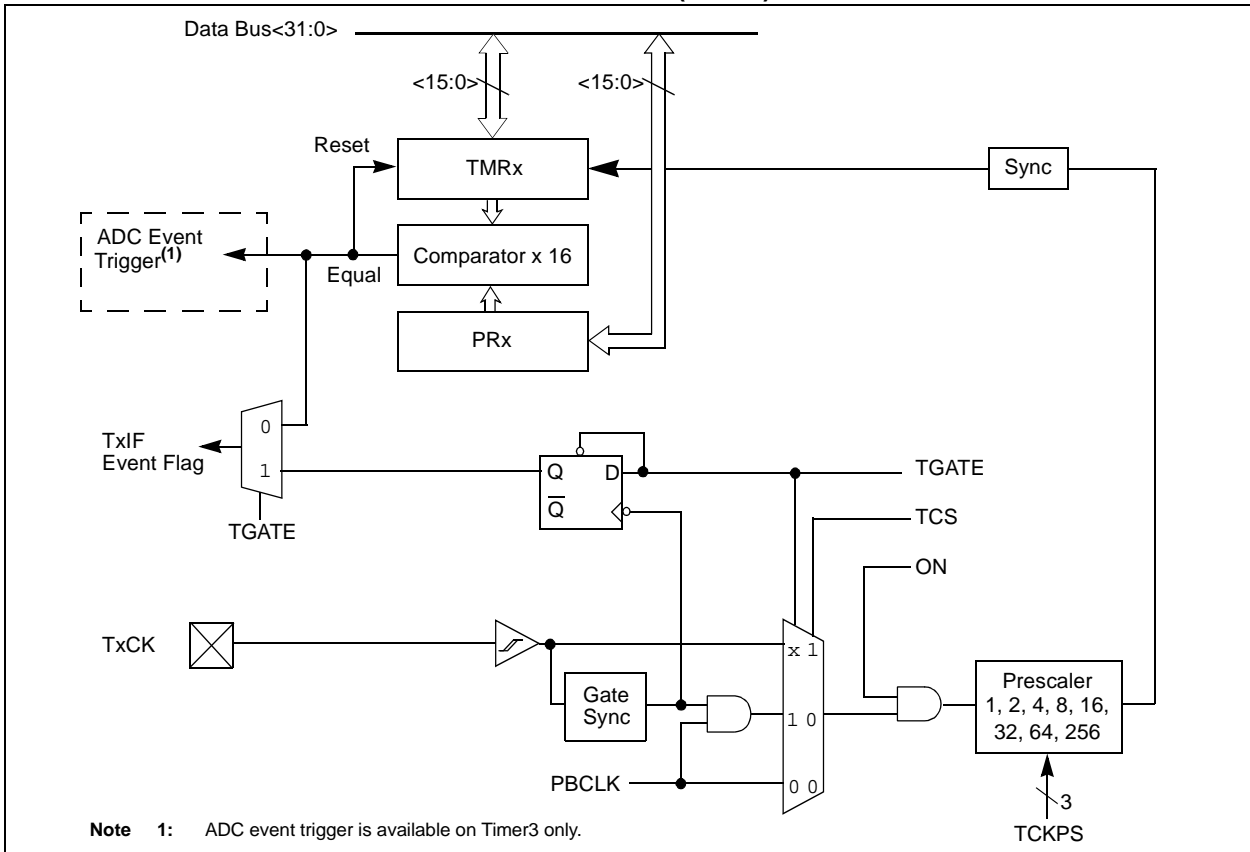 Data Bus<31:0>
<15:0>
<15:0>
Reset
TMRx
Sync
ADC Event
Trigger(1)
Equal
Comparator x 16
PRx
TxIF
Event Flag
0
1
TGATE
Q
D
Q
TGATE
TCS
ON
TxCK
x 1
Gate
Sync
1 0
Prescaler
1, 2, 4, 8, 16,
32, 64, 256
PBCLK
0 0
3
TCKPS
Note 1: ADC event trigger is available on Timer3 only.